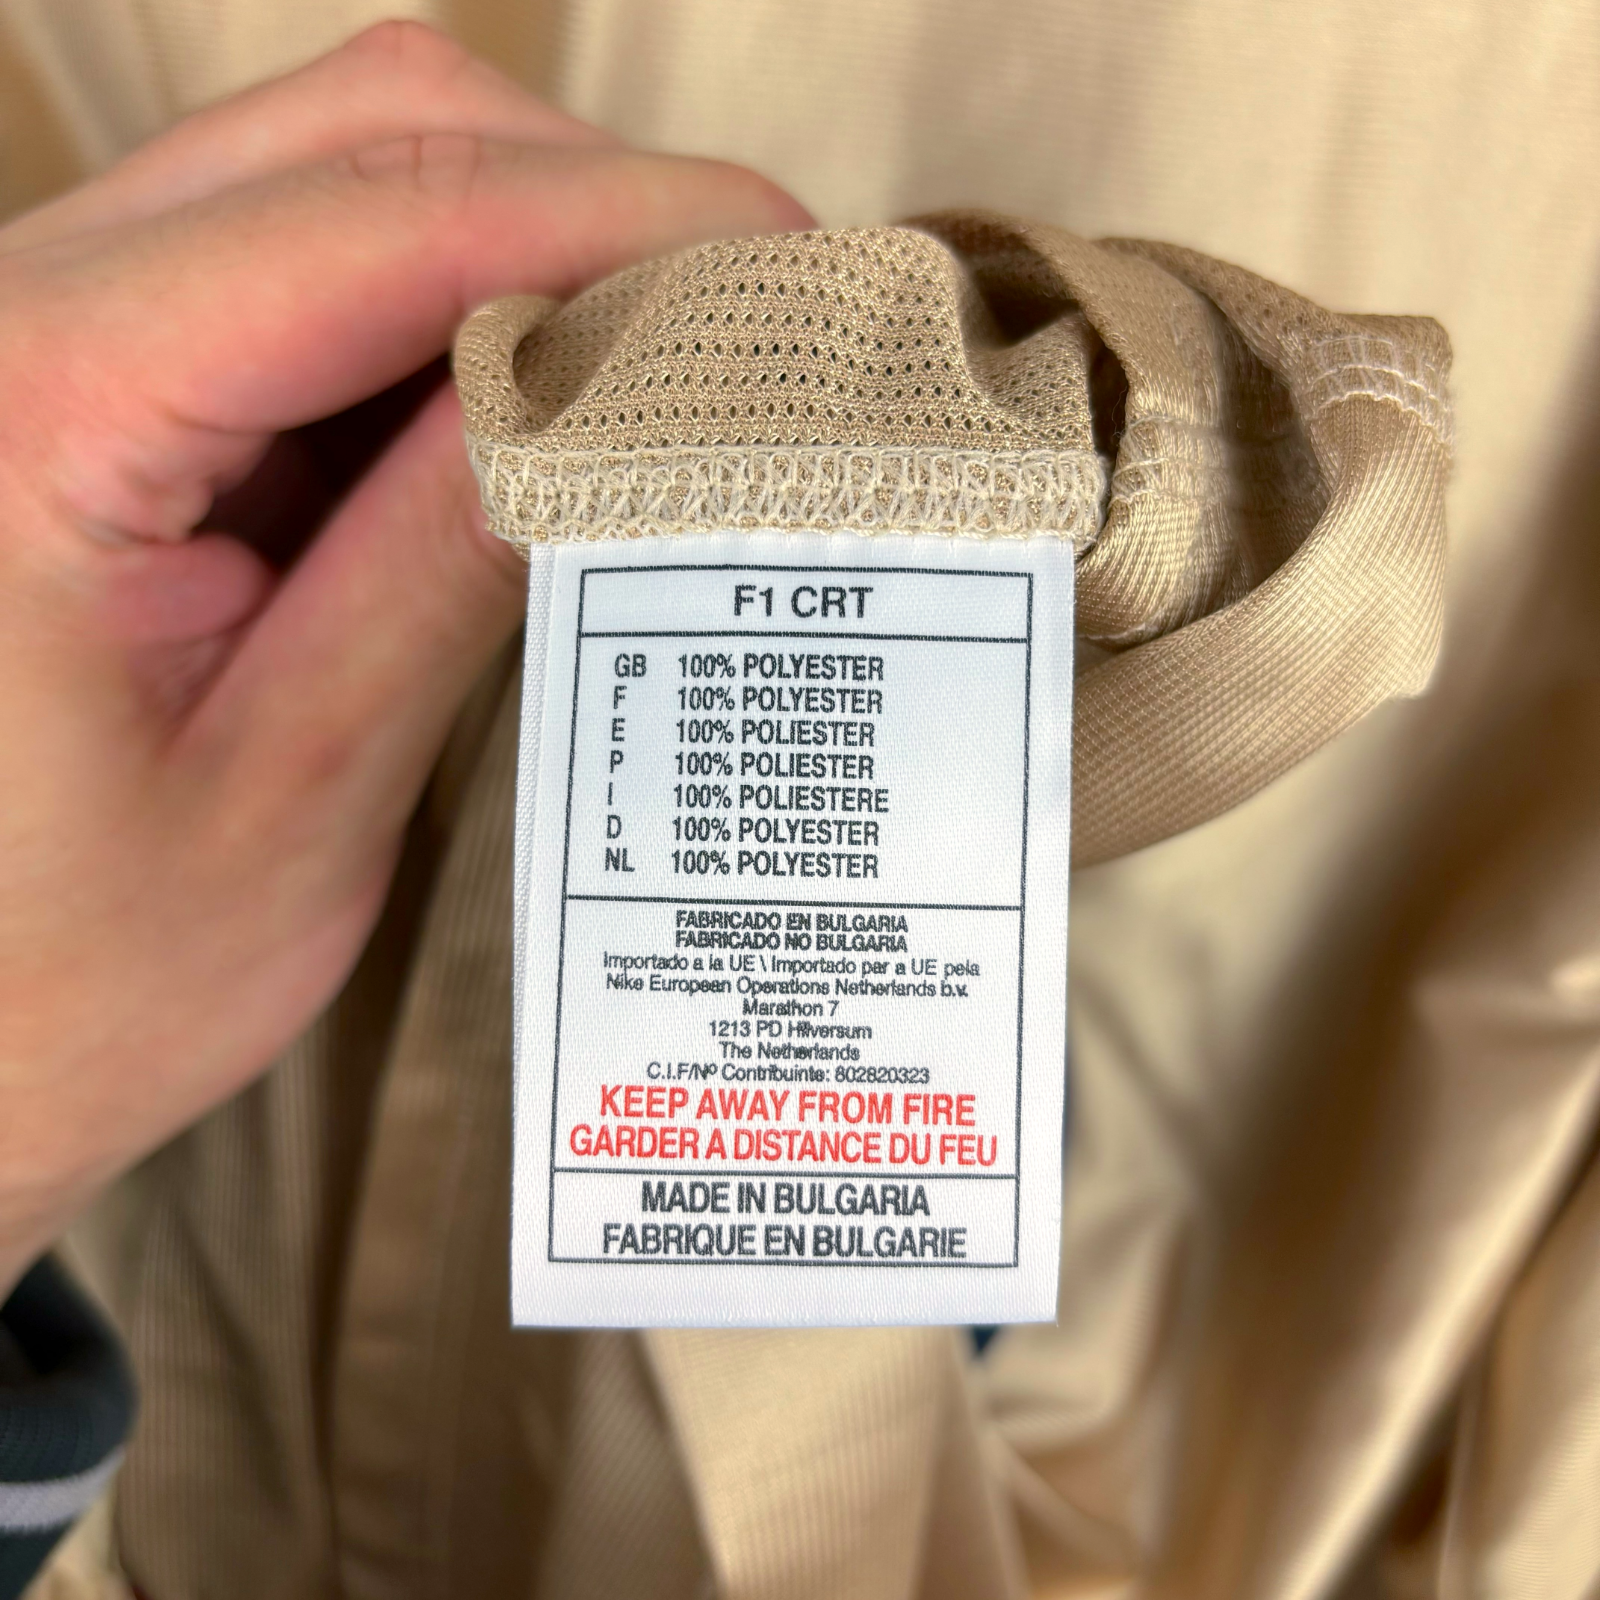 F1 CRT
GB 100% POLYESTER
F 100% POLYESTER
E 100% POLIESTER
P 100% POLIESTER
I 100% POLIESTERE
D 100% POLYESTER
NL 100% POLYESTER
FABRICADO EN BULGARIA
FABRICADO NO BULGARIA
Importado a la UE \ Importado par a UE pela
Nike European Operations Netherlands b.v.
Marathon 7
1213 PD Hilversum
The Netherlands
C.I.F/Nº Contribuinte: 802820323
KEEP AWAY FROM FIRE
GARDER A DISTANCE DU FEU
MADE IN BULGARIA
FABRIQUE EN BULGARIE